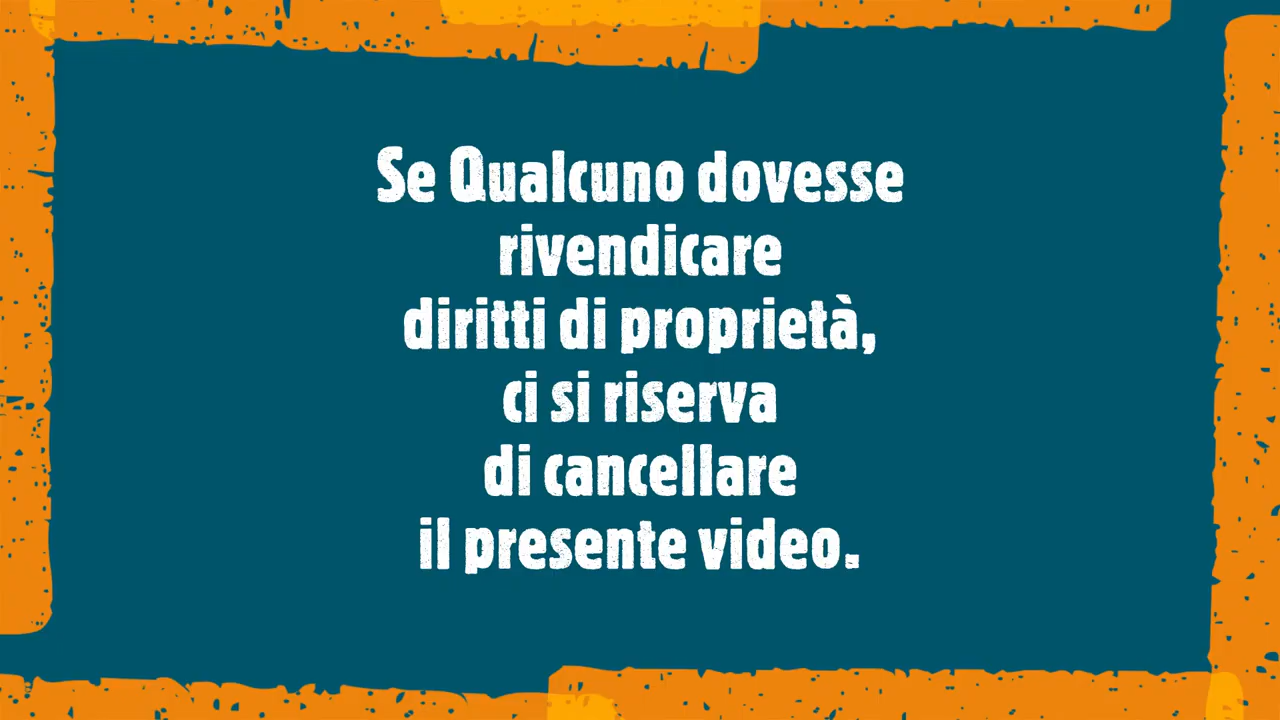 Se Qualcuno dovesse
rivendicare
diritti di proprietà,
ci si riserva
di cancellare
il presente video.